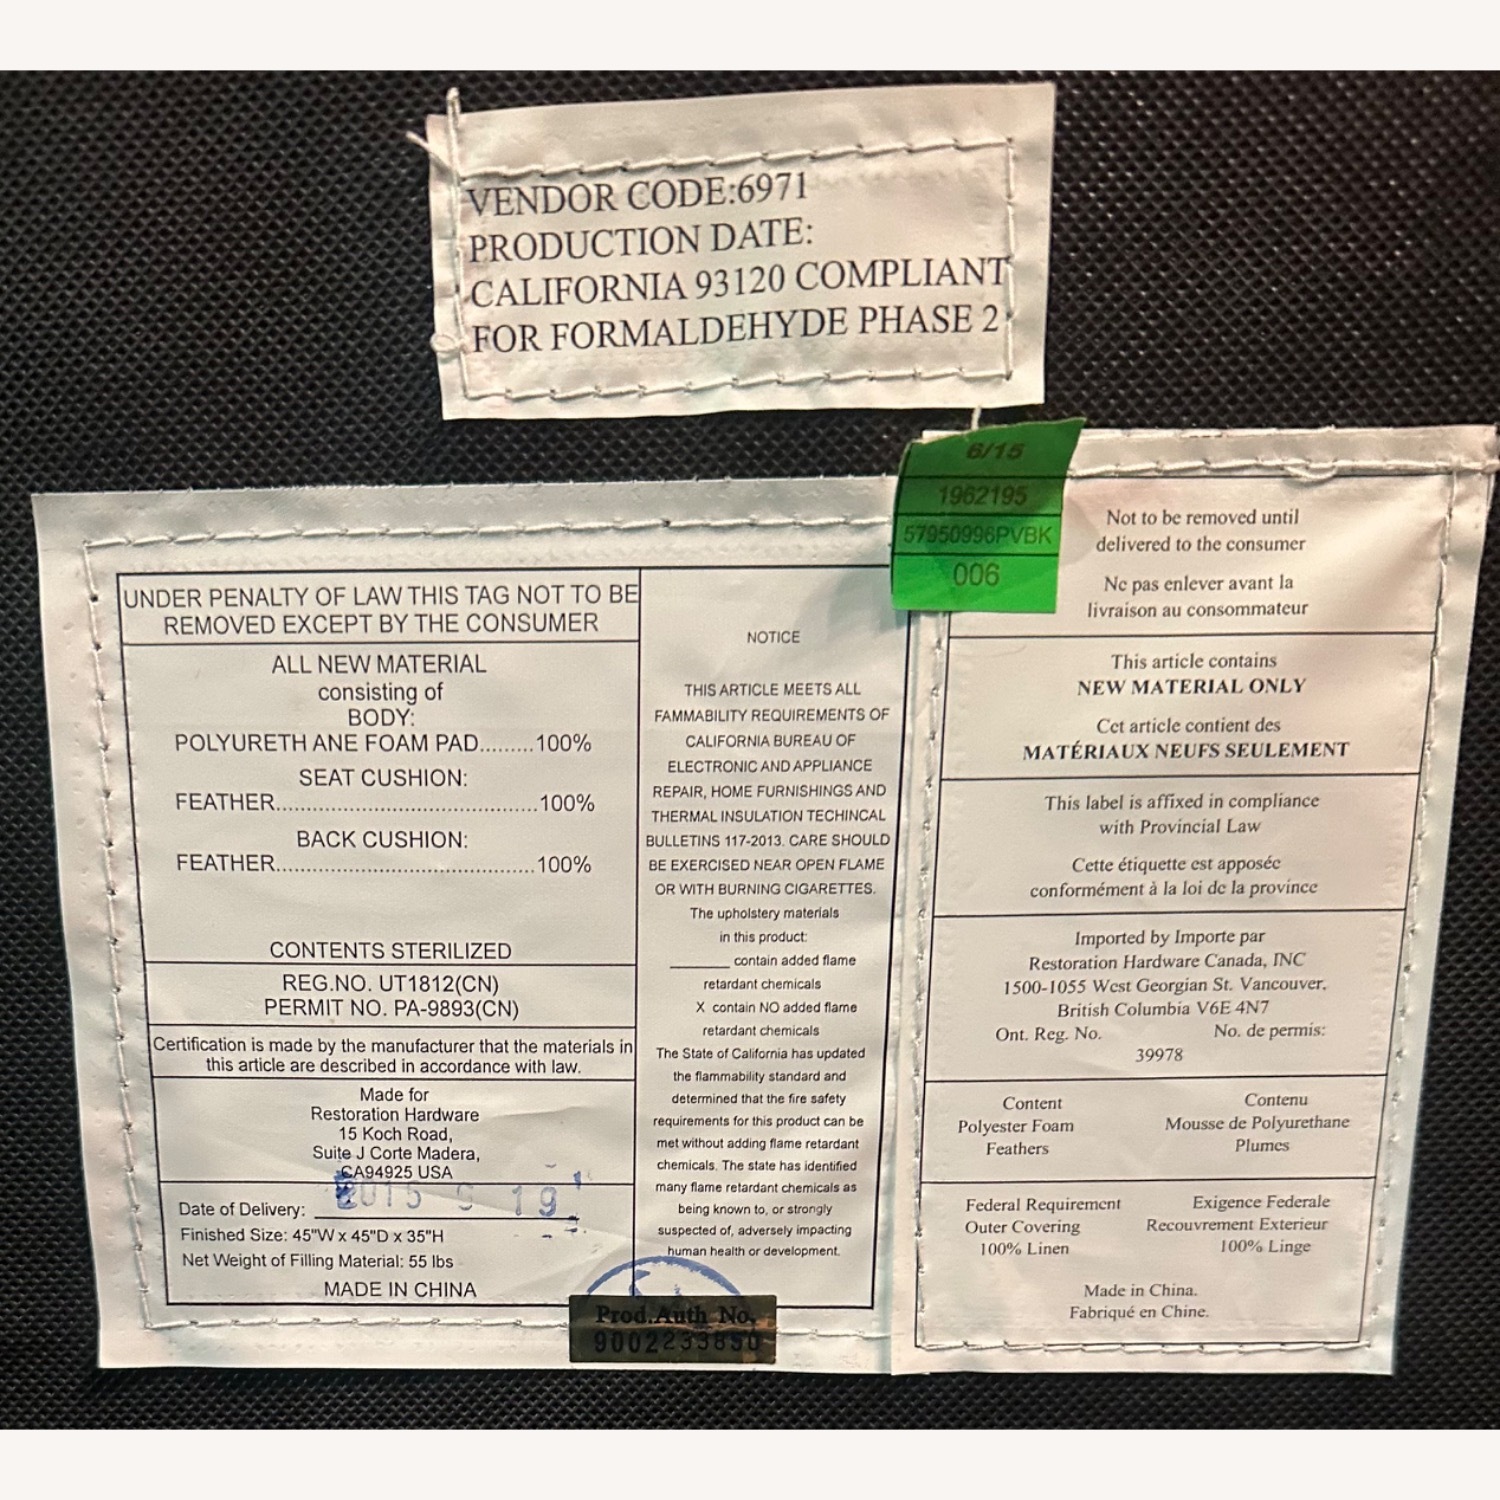 VENDOR CODE:6971
PRODUCTION DATE:
CALIFORNIA 93120 COMPLIANT
FOR FORMALDEHYDE PHASE 2
6/15
1962195
57950996PVBK
006
UNDER PENALTY OF LAW THIS TAG NOT TO BE
REMOVED EXCEPT BY THE CONSUMER
ALL NEW MATERIAL
consisting of
BODY:
POLYURETH ANE FOAM PAD.........100%
SEAT CUSHION:
FEATHER.......................................100%
BACK CUSHION:
FEATHER.......................................100%
CONTENTS STERILIZED
REG.NO. UT1812(CN)
PERMIT NO. PA-9893(CN)
Certification is made by the manufacturer that the materials in
this article are described in accordance with law.
Made for
Restoration Hardware
15 Koch Road,
Suite J Corte Madera,
CA94925 USA
Date of Delivery: 2015 9 19
Finished Size: 45"W x 45"D x 35"H
Net Weight of Filling Material: 55 lbs
MADE IN CHINA
NOTICE
THIS ARTICLE MEETS ALL
FAMMABILITY REQUIREMENTS OF
CALIFORNIA BUREAU OF
ELECTRONIC AND APPLIANCE
REPAIR, HOME FURNISHINGS AND
THERMAL INSULATION TECHINCAL
BULLETINS 117-2013. CARE SHOULD
BE EXERCISED NEAR OPEN FLAME
OR WITH BURNING CIGARETTES.
The upholstery materials
in this product:
________ contain added flame
retardant chemicals
X contain NO added flame
retardant chemicals
The State of California has updated
the flammability standard and
determined that the fire safety
requirements for this product can be
met without adding flame retardant
chemicals. The state has identified
many flame retardant chemicals as
being known to, or strongly
suspected of, adversely impacting
human health or development.
Prod.Auth No.
9002233850
Not to be removed until
delivered to the consumer
Ne pas enlever avant la
livraison au consommateur
This article contains
NEW MATERIAL ONLY
Cet article contient des
MATÉRIAUX NEUFS SEULEMENT
This label is affixed in compliance
with Provincial Law
Cette étiquette est apposée
conformément à la loi de la province
Imported by Importe par
Restoration Hardware Canada, INC
1500-1055 West Georgian St. Vancouver,
British Columbia V6E 4N7
Ont. Reg. No. No. de permis:
39978
Content Contenu
Polyester Foam Mousse de Polyurethane
Feathers Plumes
Federal Requirement Exigence Federale
Outer Covering Recouvrement Exterieur
100% Linen 100% Linge
Made in China.
Fabriqué en Chine.